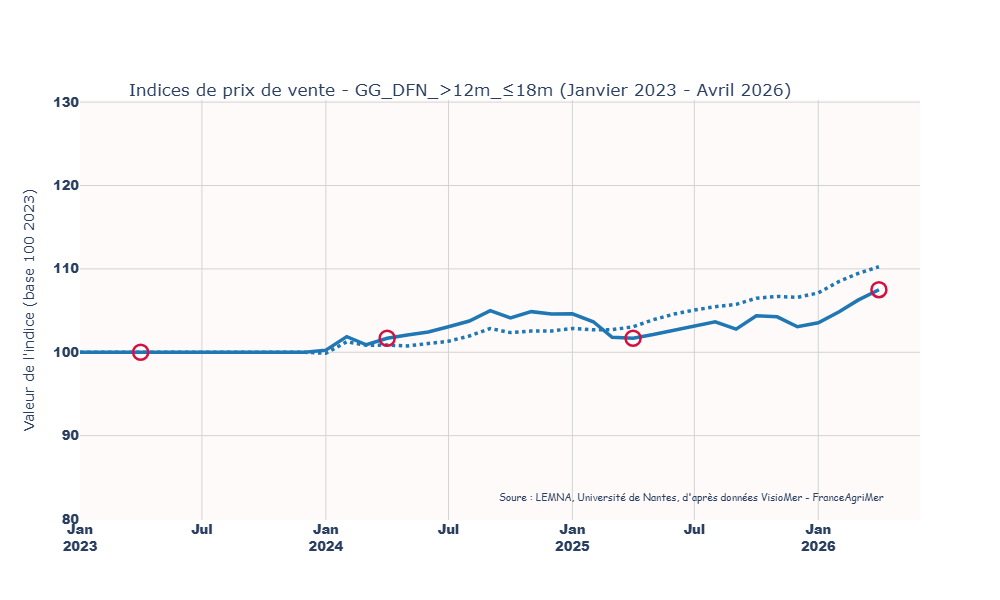 Indices de prix de vente - GG_DFN_>12m_≤18m (Janvier 2023 - Avril 2026)
130
120
110
100
90
80
Valeur de l'indice (base 100 2023)
Soure : LEMNA, Université de Nantes, d'après données VisioMer - FranceAgriMer
Jan Jul Jan Jul Jan Jul Jan
2023 2024 2025 2026